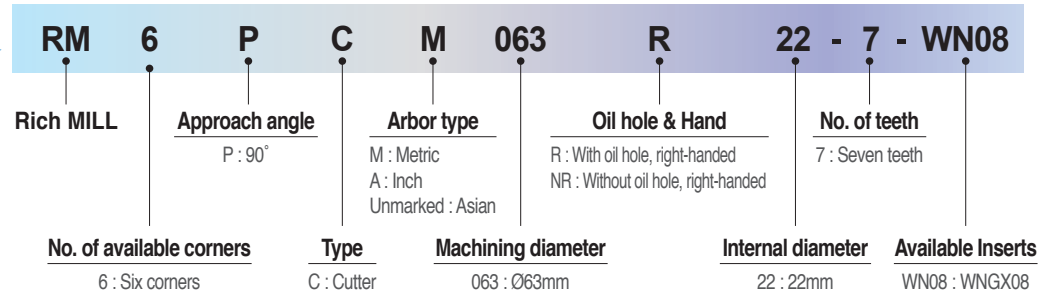 RM 6 P C M 063 R 22 - 7 - WN08
Rich MILL
Approach angle
P : 90˚
Arbor type
M : Metric
A : Inch
Unmarked : Asian
Oil hole & Hand
R : With oil hole, right-handed
NR : Without oil hole, right-handed
No. of teeth
7 : Seven teeth
No. of available corners
6 : Six corners
Type
C : Cutter
Machining diameter
063 : Ø63mm
Internal diameter
22 : 22mm
Available Inserts
WN08 : WNGX08